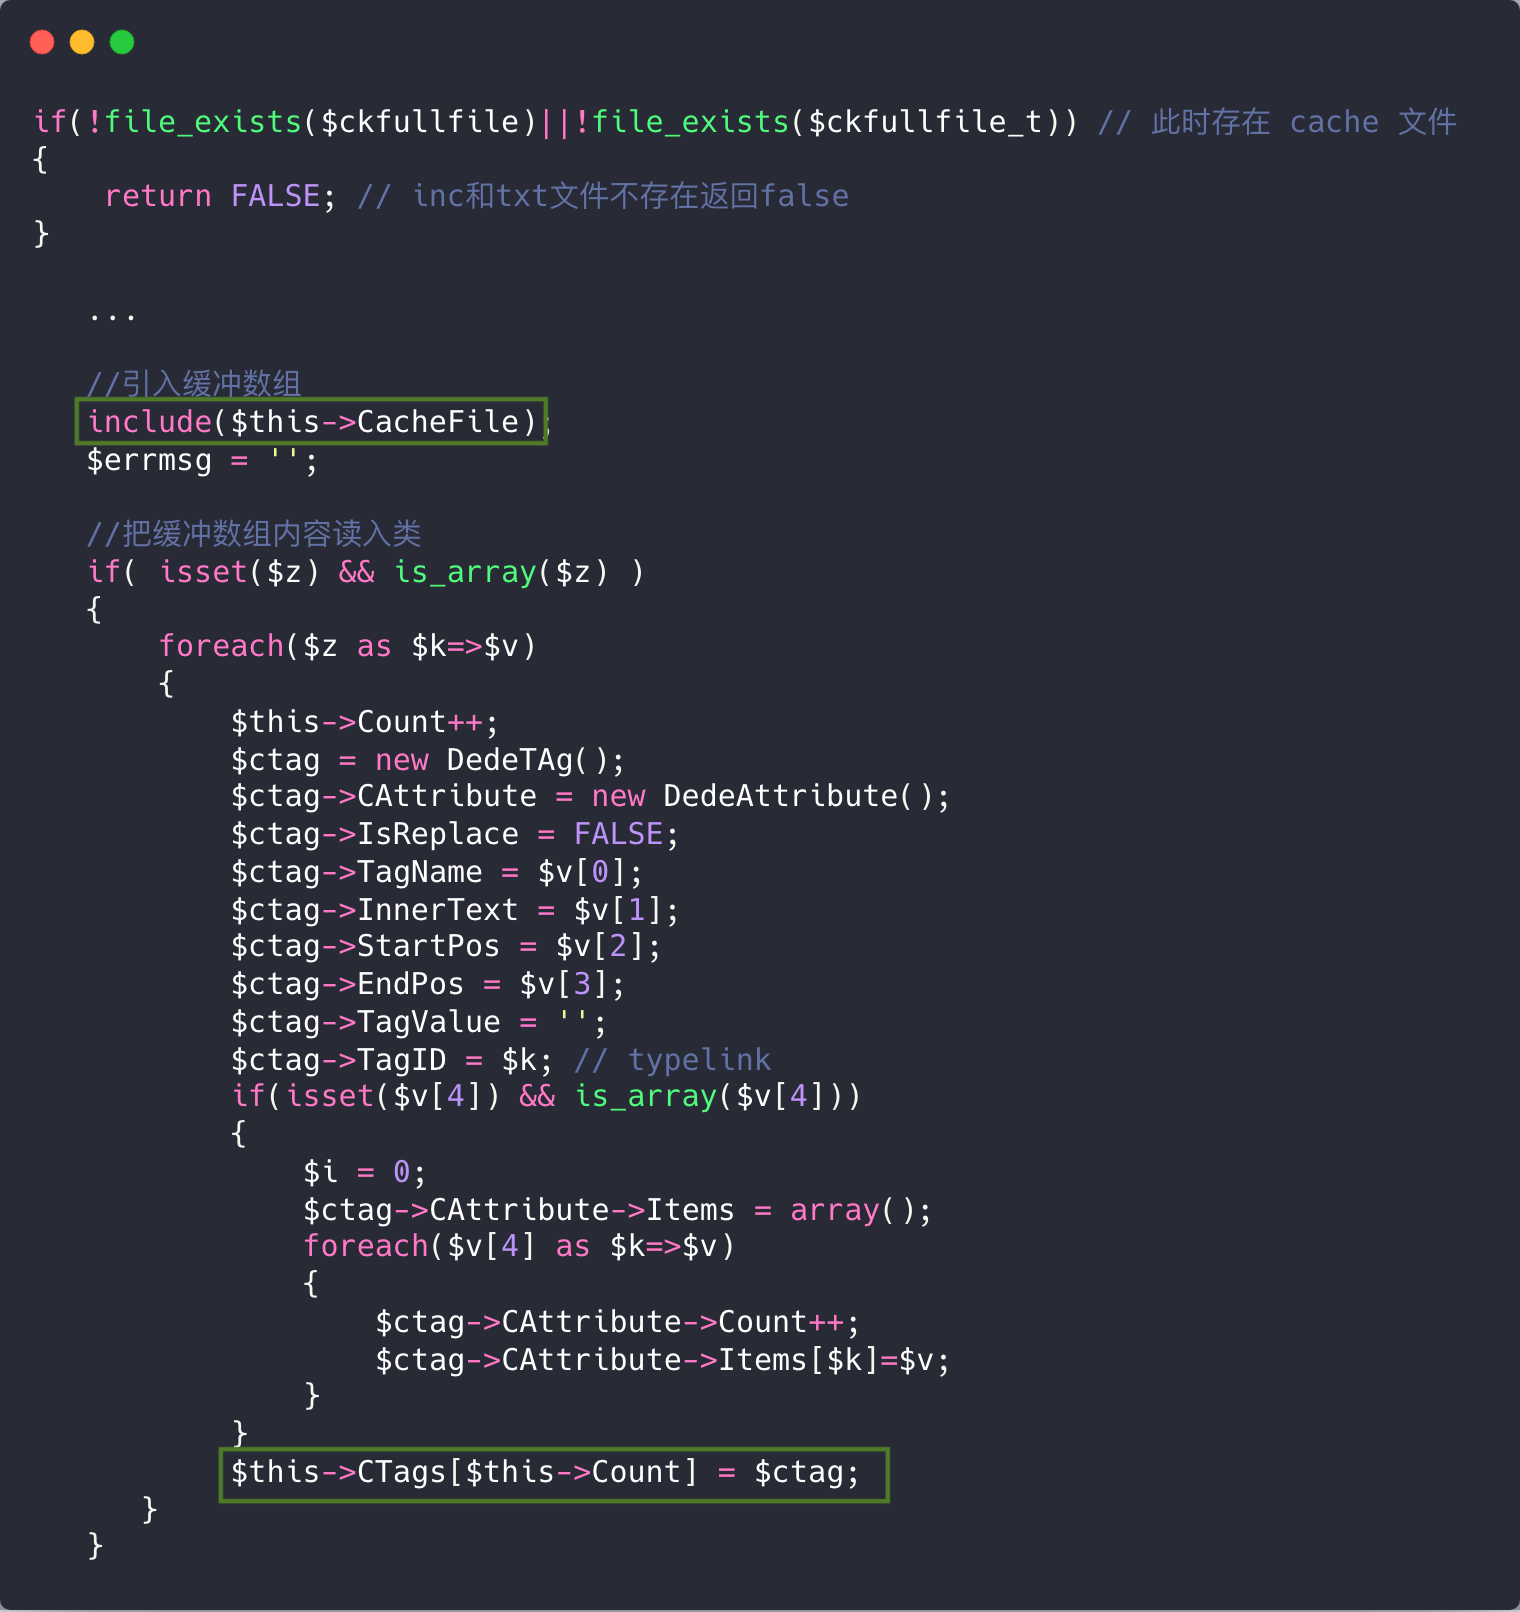 if(!file_exists($ckfullfile)||!file_exists($ckfullfile_t)) // 此时存在 cache 文件
{
    return FALSE; // inc和txt文件不存在返回false
}
   ...
   //引入缓冲数组
   include($this->CacheFile);
   $errmsg = '';
   //把缓冲数组内容读入类
   if( isset($z) && is_array($z) )
   {
       foreach($z as $k=>$v)
       {
           $this->Count++;
           $ctag = new DedeTAg();
           $ctag->CAttribute = new DedeAttribute();
           $ctag->IsReplace = FALSE;
           $ctag->TagName = $v[0];
           $ctag->InnerText = $v[1];
           $ctag->StartPos = $v[2];
           $ctag->EndPos = $v[3];
           $ctag->TagValue = '';
           $ctag->TagID = $k; // typelink
           if(isset($v[4]) && is_array($v[4]))
           {
               $i = 0;
               $ctag->CAttribute->Items = array();
               foreach($v[4] as $k=>$v)
               {
                   $ctag->CAttribute->Count++;
                   $ctag->CAttribute->Items[$k]=$v;
               }
           }
           $this->CTags[$this->Count] = $ctag;
      }
   }